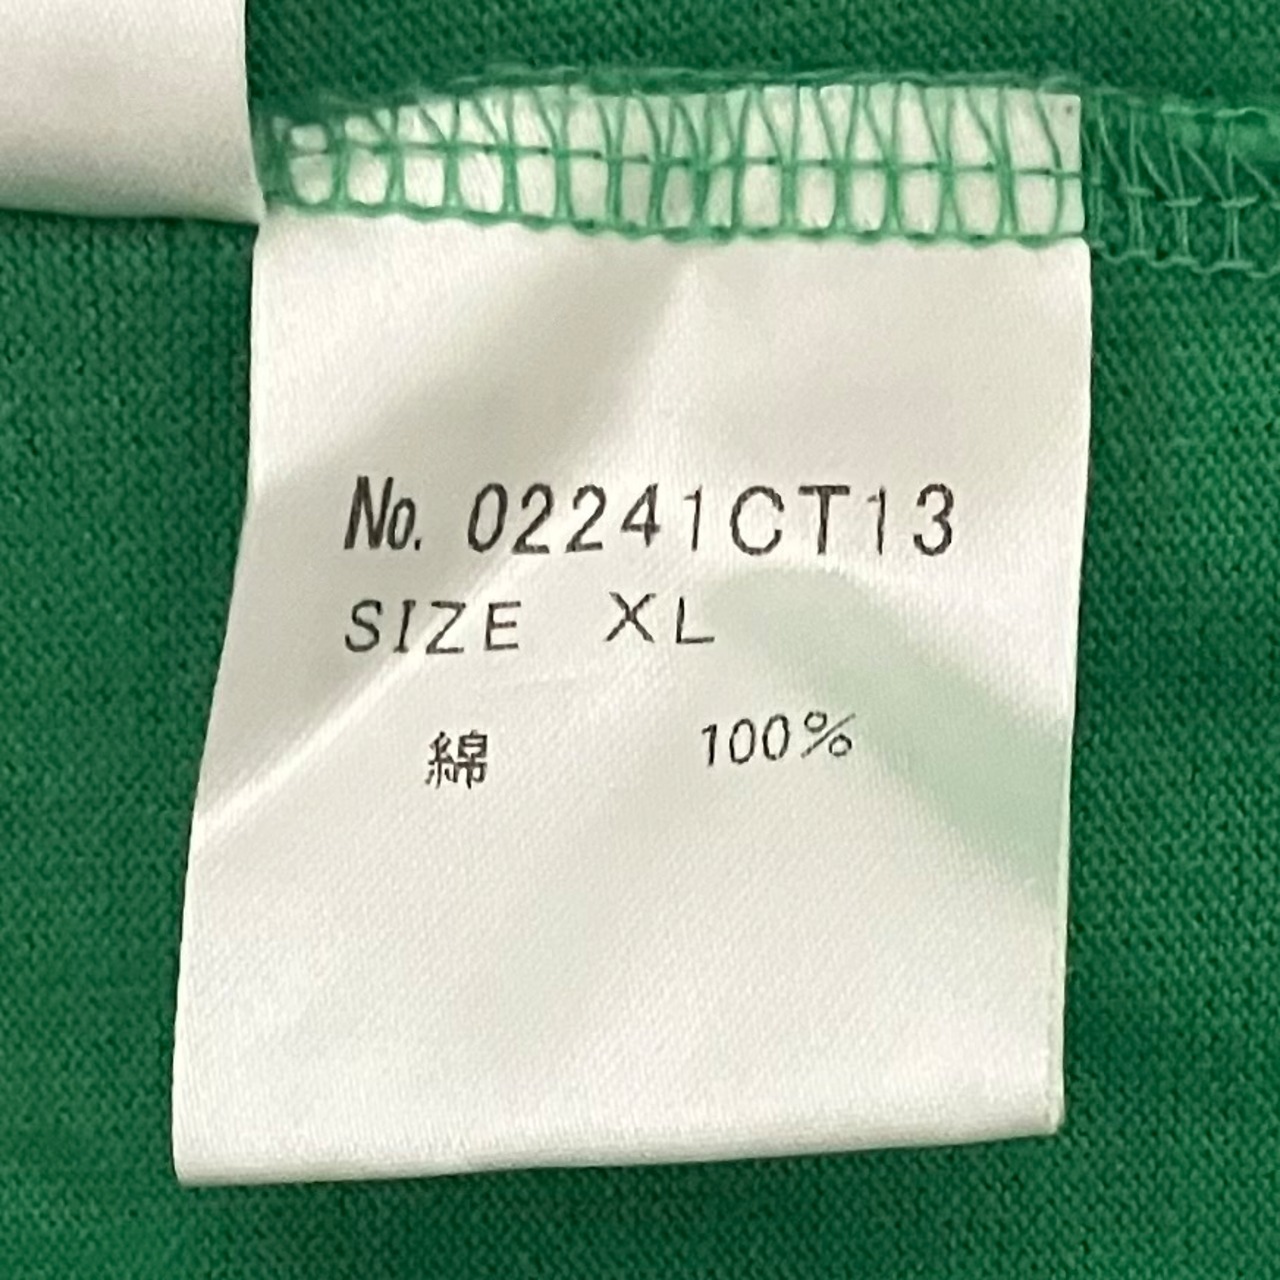 No. 02241CT13
SIZE XL
綿 100%